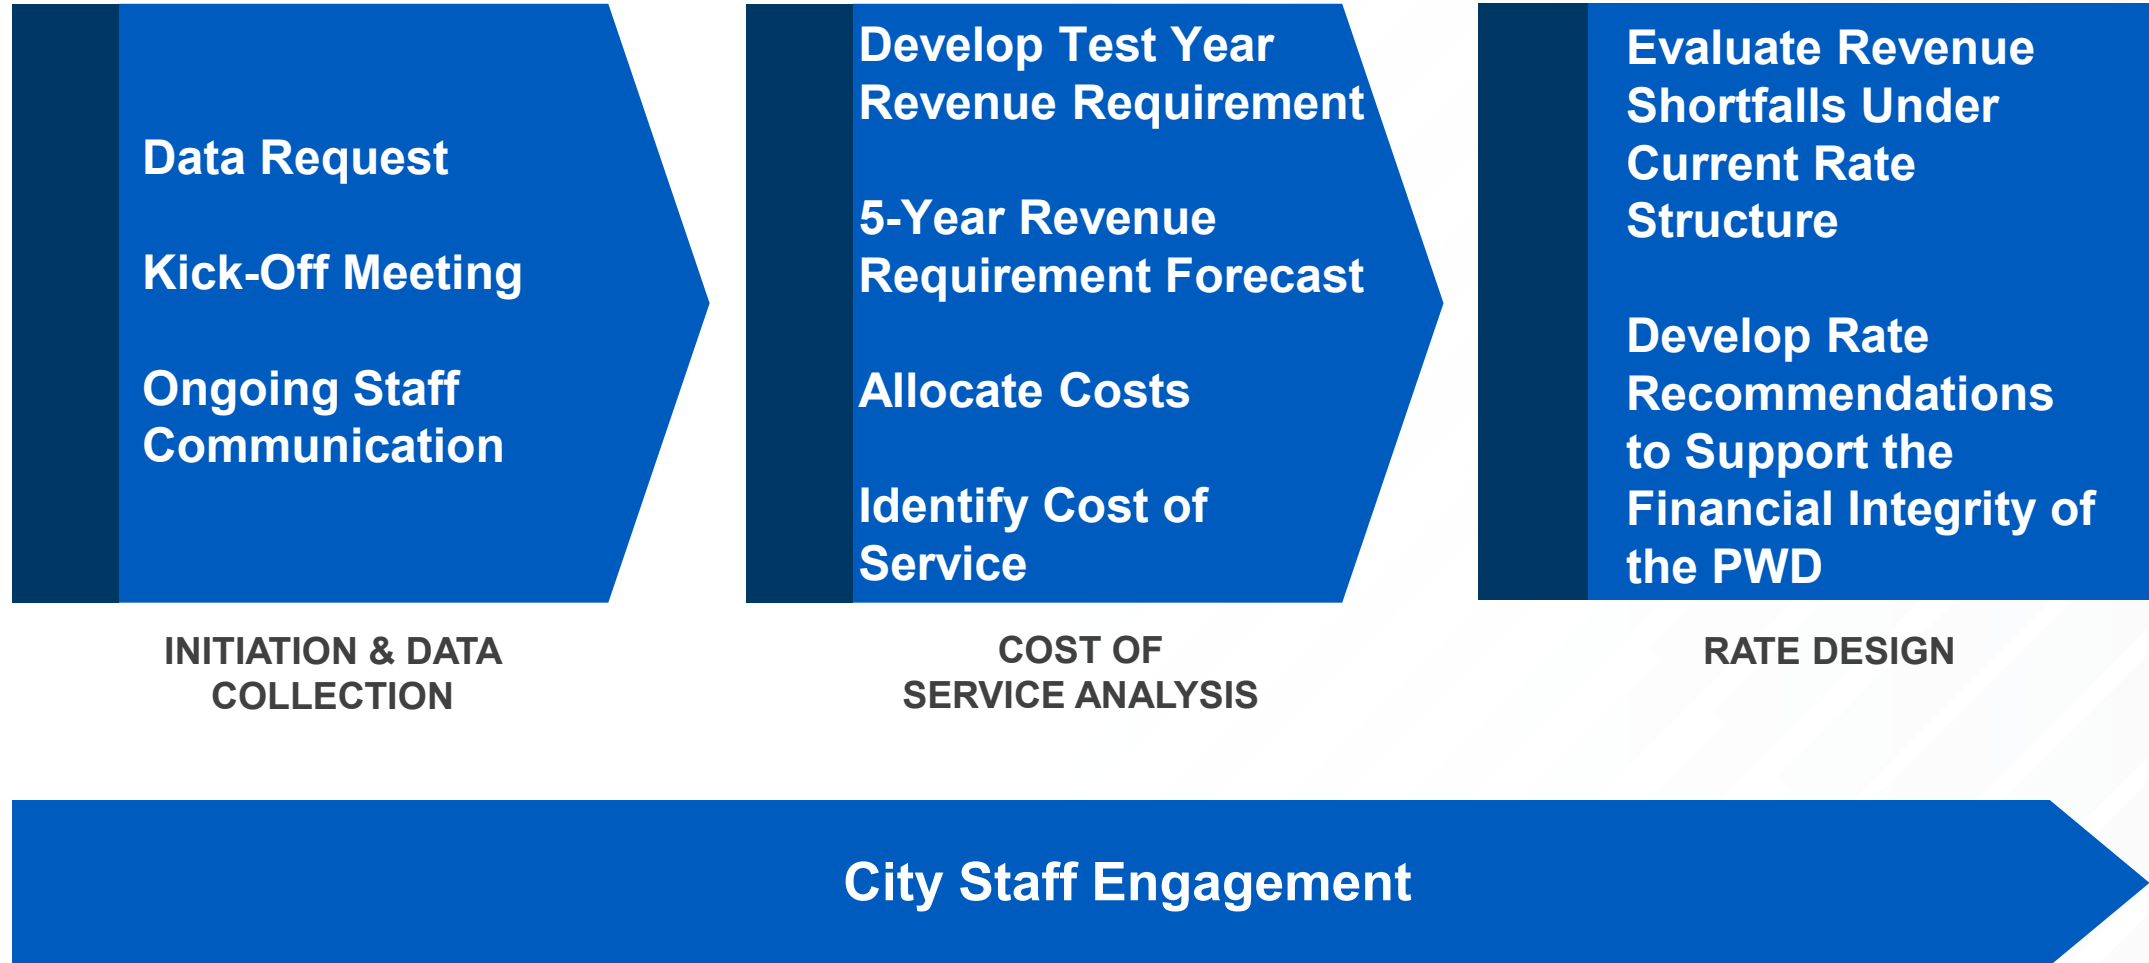 Data Request
Kick-Off Meeting
Ongoing Staff
Communication
INITIATION & DATA
COLLECTION
Develop Test Year
Revenue Requirement
5-Year Revenue
Requirement Forecast
Allocate Costs
Identify Cost of
Service
COST OF
SERVICE ANALYSIS
Evaluate Revenue
Shortfalls Under
Current Rate
Structure
Develop Rate
Recommendations
to Support the
Financial Integrity of
the PWD
RATE DESIGN
City Staff Engagement